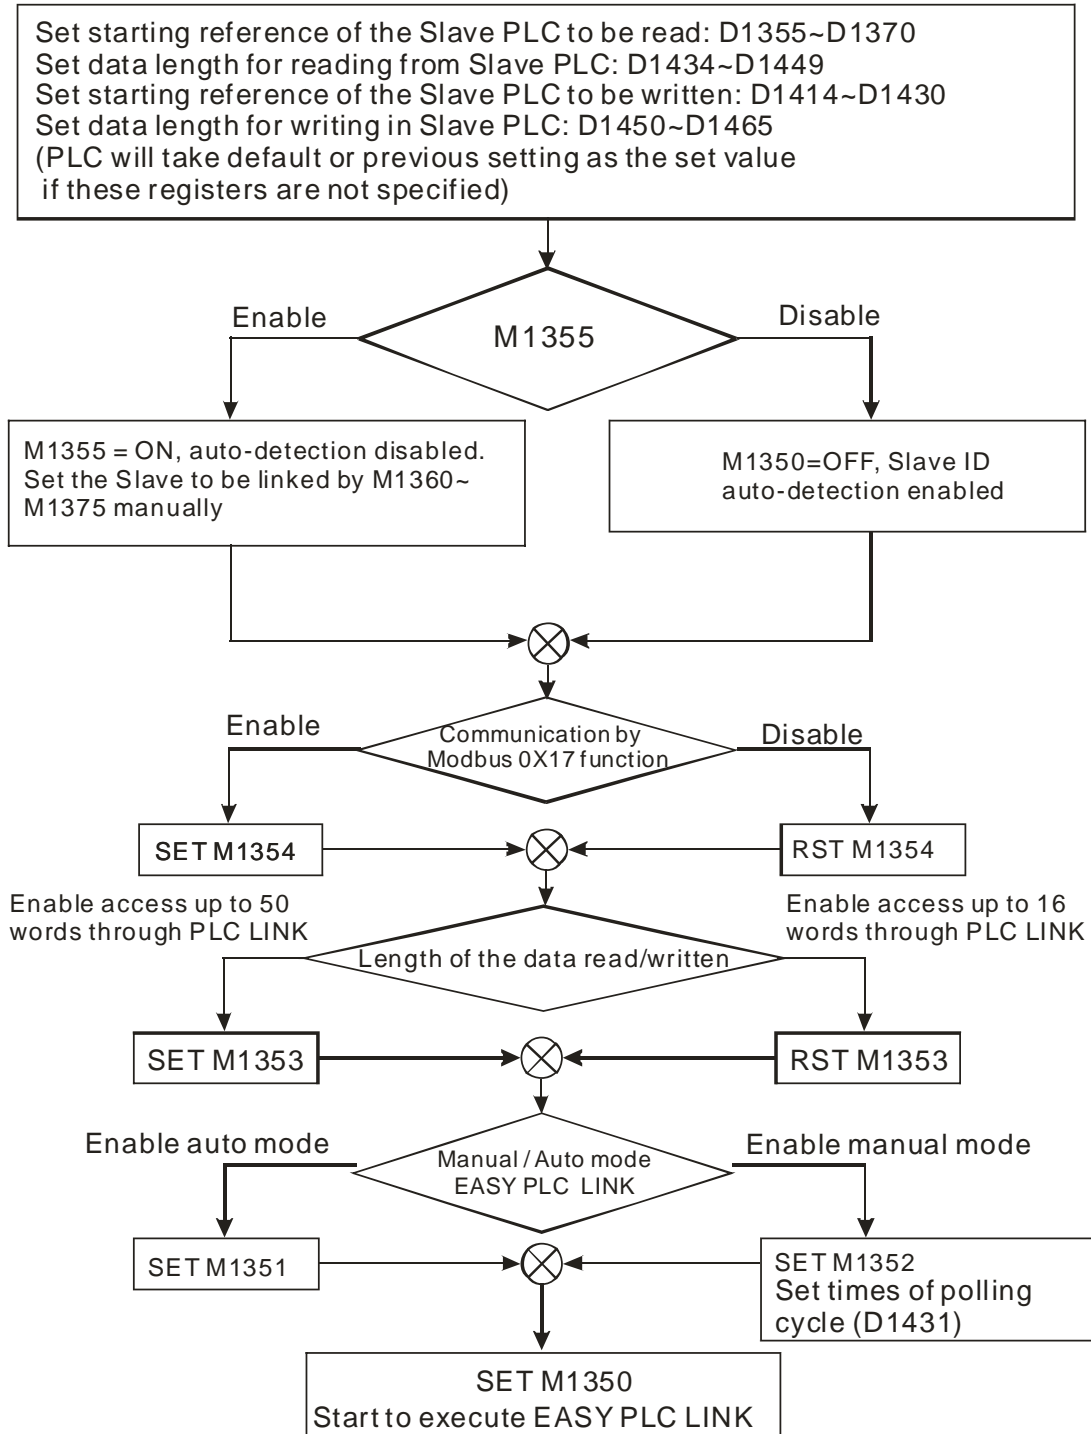 Set starting reference of the Slave PLC to be read: D1355~D1370
Set data length for reading from Slave PLC: D1434~D1449
Set starting reference of the Slave PLC to be written: D1414~D1430
Set data length for writing in Slave PLC: D1450~D1465
(PLC will take default or previous setting as the set value
if these registers are not specified)
Enable
M1355
Disable
M1355 = ON, auto-detection disabled.
Set the Slave to be linked by M1360~
M1375 manually
M1350=OFF, Slave ID
auto-detection enabled
Enable
Communication by
Modbus 0X17 function
Disable
SET M1354
RST M1354
Enable access up to 50
words through PLC LINK
Enable access up to 16
words through PLC LINK
Length of the data read/written
SET M1353
RST M1353
Enable auto mode
Manual / Auto mode
EASY PLC LINK
Enable manual mode
SET M1351
SET M1352
Set times of polling
cycle (D1431)
SET M1350
Start to execute EASY PLC LINK